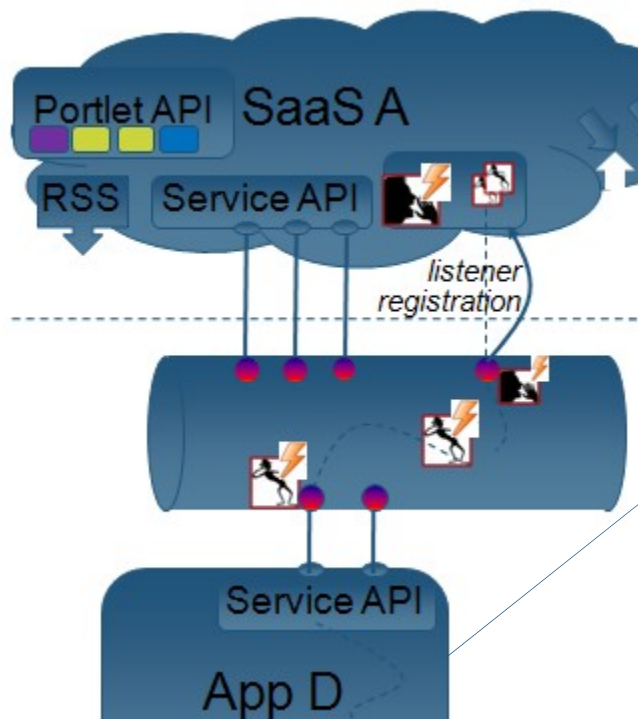 Portlet API
SaaS A
RSS
Service API
listener
registration
Service API
App D